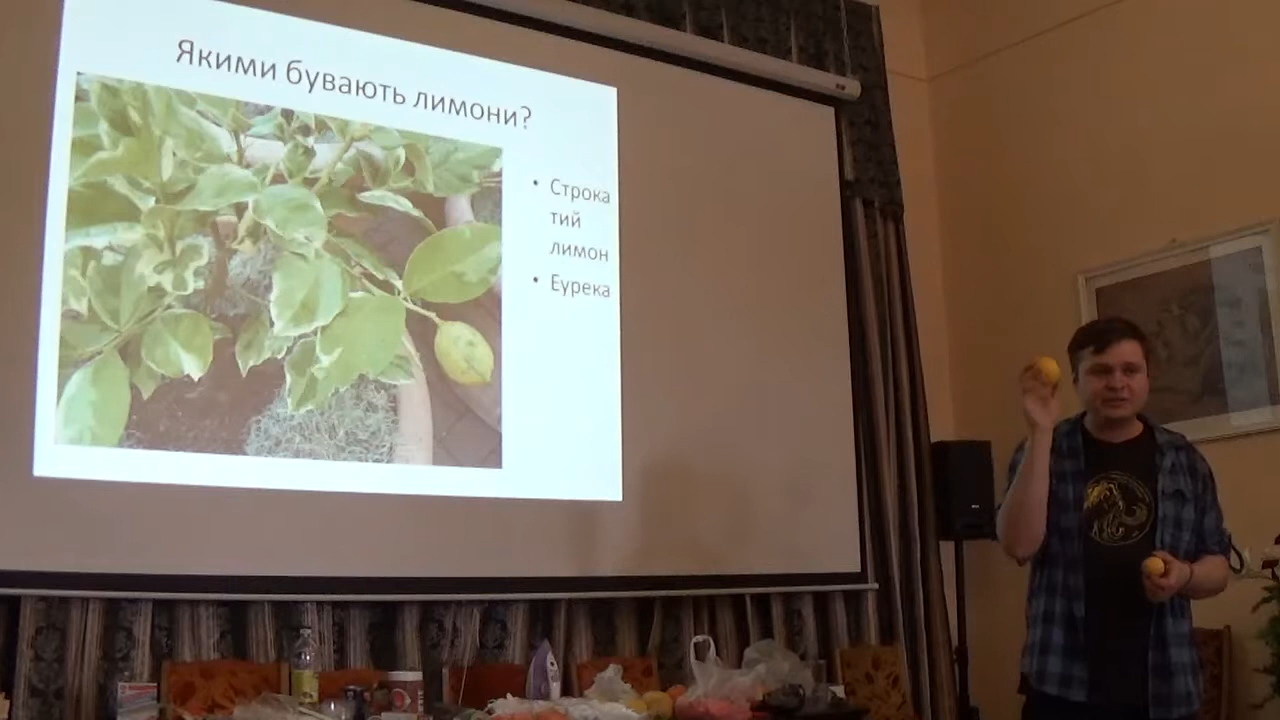 Якими бувають лимони?
• Строка
тий
лимон
• Еурека